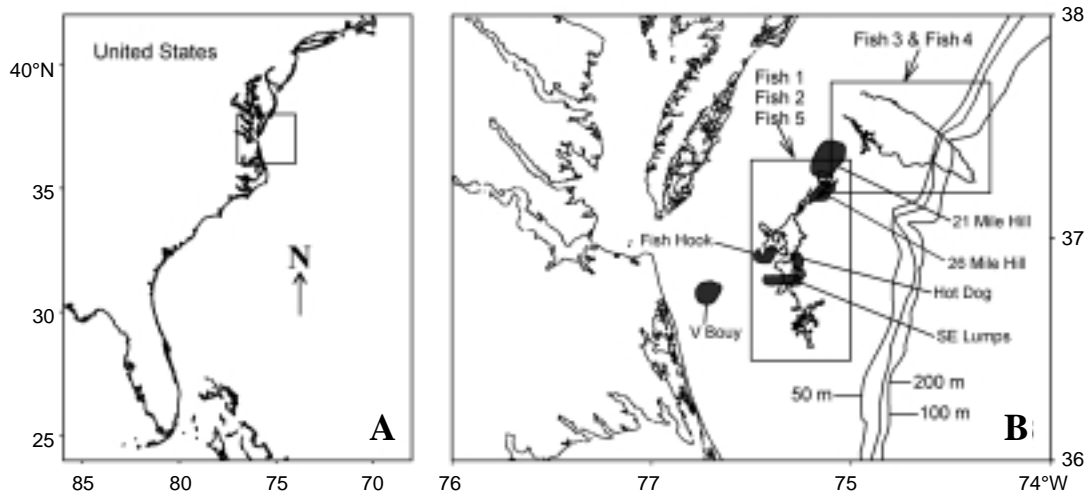 United States
40°N
35
30
25
85
80
75
70
N
A
38
37
36
Fish 3 & Fish 4
Fish 1
Fish 2
Fish 5
21 Mile Hill
26 Mile Hill
Fish Hook
Hot Dog
V Bouy
SE Lumps
50 m
200 m
100 m
B
76
77
75
74°W